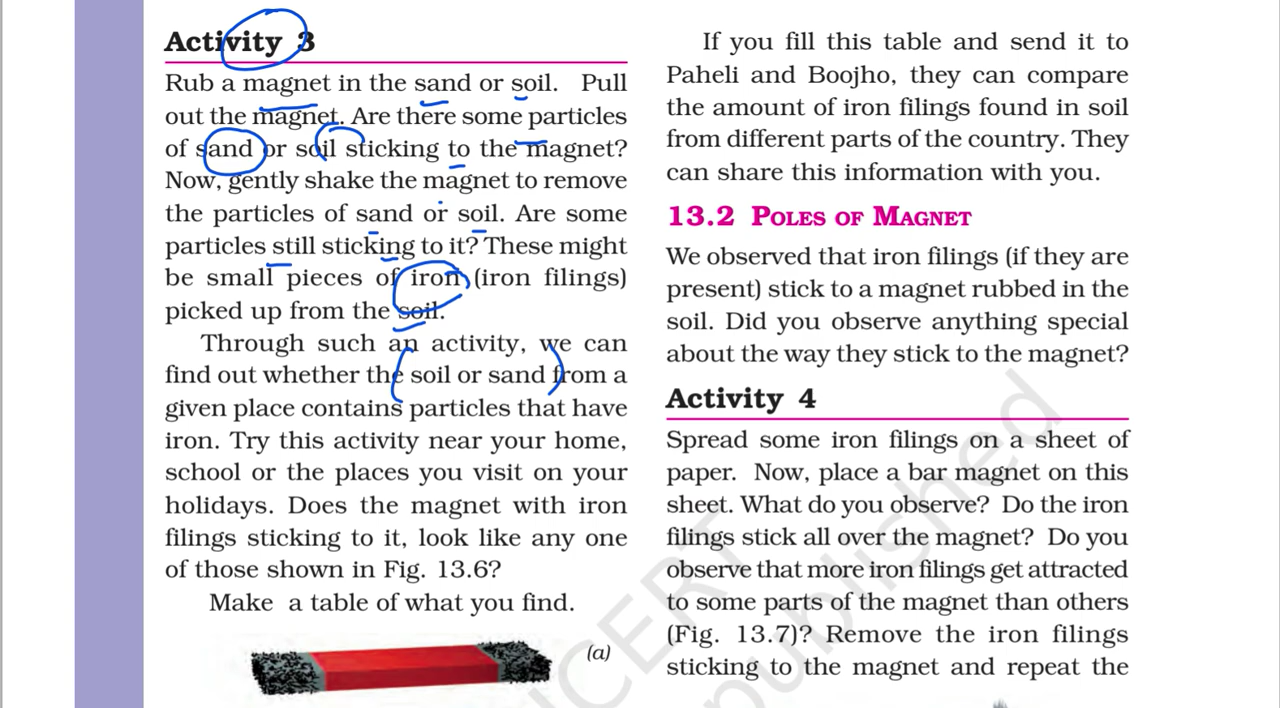 Activity 3
Rub a magnet in the sand or soil. Pull
out the magnet. Are there some particles
of sand or soil sticking to the magnet?
Now, gently shake the magnet to remove
the particles of sand or soil. Are some
particles still sticking to it? These might
be small pieces of iron (iron filings)
picked up from the soil.
Through such an activity, we can
find out whether the soil or sand from a
given place contains particles that have
iron. Try this activity near your home,
school or the places you visit on your
holidays. Does the magnet with iron
filings sticking to it, look like any one
of those shown in Fig. 13.6?
Make a table of what you find.
(a)
If you fill this table and send it to
Paheli and Boojho, they can compare
the amount of iron filings found in soil
from different parts of the country. They
can share this information with you.
13.2 POLES OF MAGNET
We observed that iron filings (if they are
present) stick to a magnet rubbed in the
soil. Did you observe anything special
about the way they stick to the magnet?
Activity 4
Spread some iron filings on a sheet of
paper. Now, place a bar magnet on this
sheet. What do you observe? Do the iron
filings stick all over the magnet? Do you
observe that more iron filings get attracted
to some parts of the magnet than others
(Fig. 13.7)? Remove the iron filings
sticking to the magnet and repeat the
NCERT
published